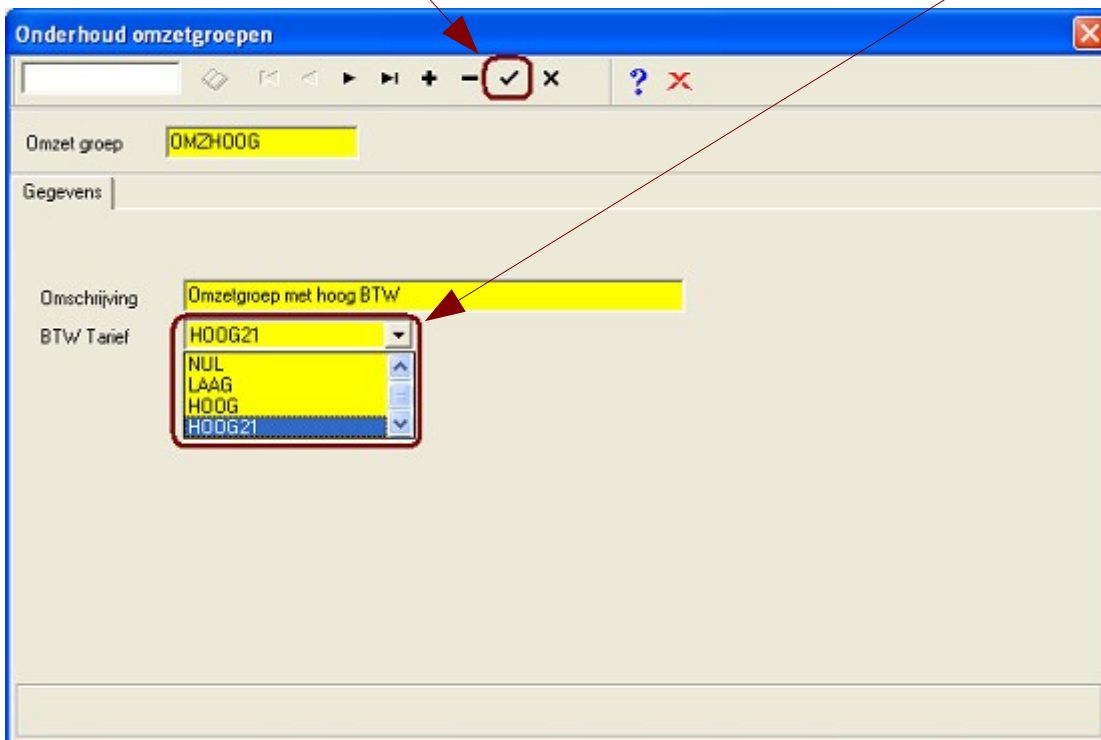 Onderhoud omzetgroepen
?
Omzet groep OMZHOOG
Gegevens
Omschrijving Omzetgroep met hoog BTW
BTW Tarief HOOG21
NUL
LAAG
HOOG
HOOG21